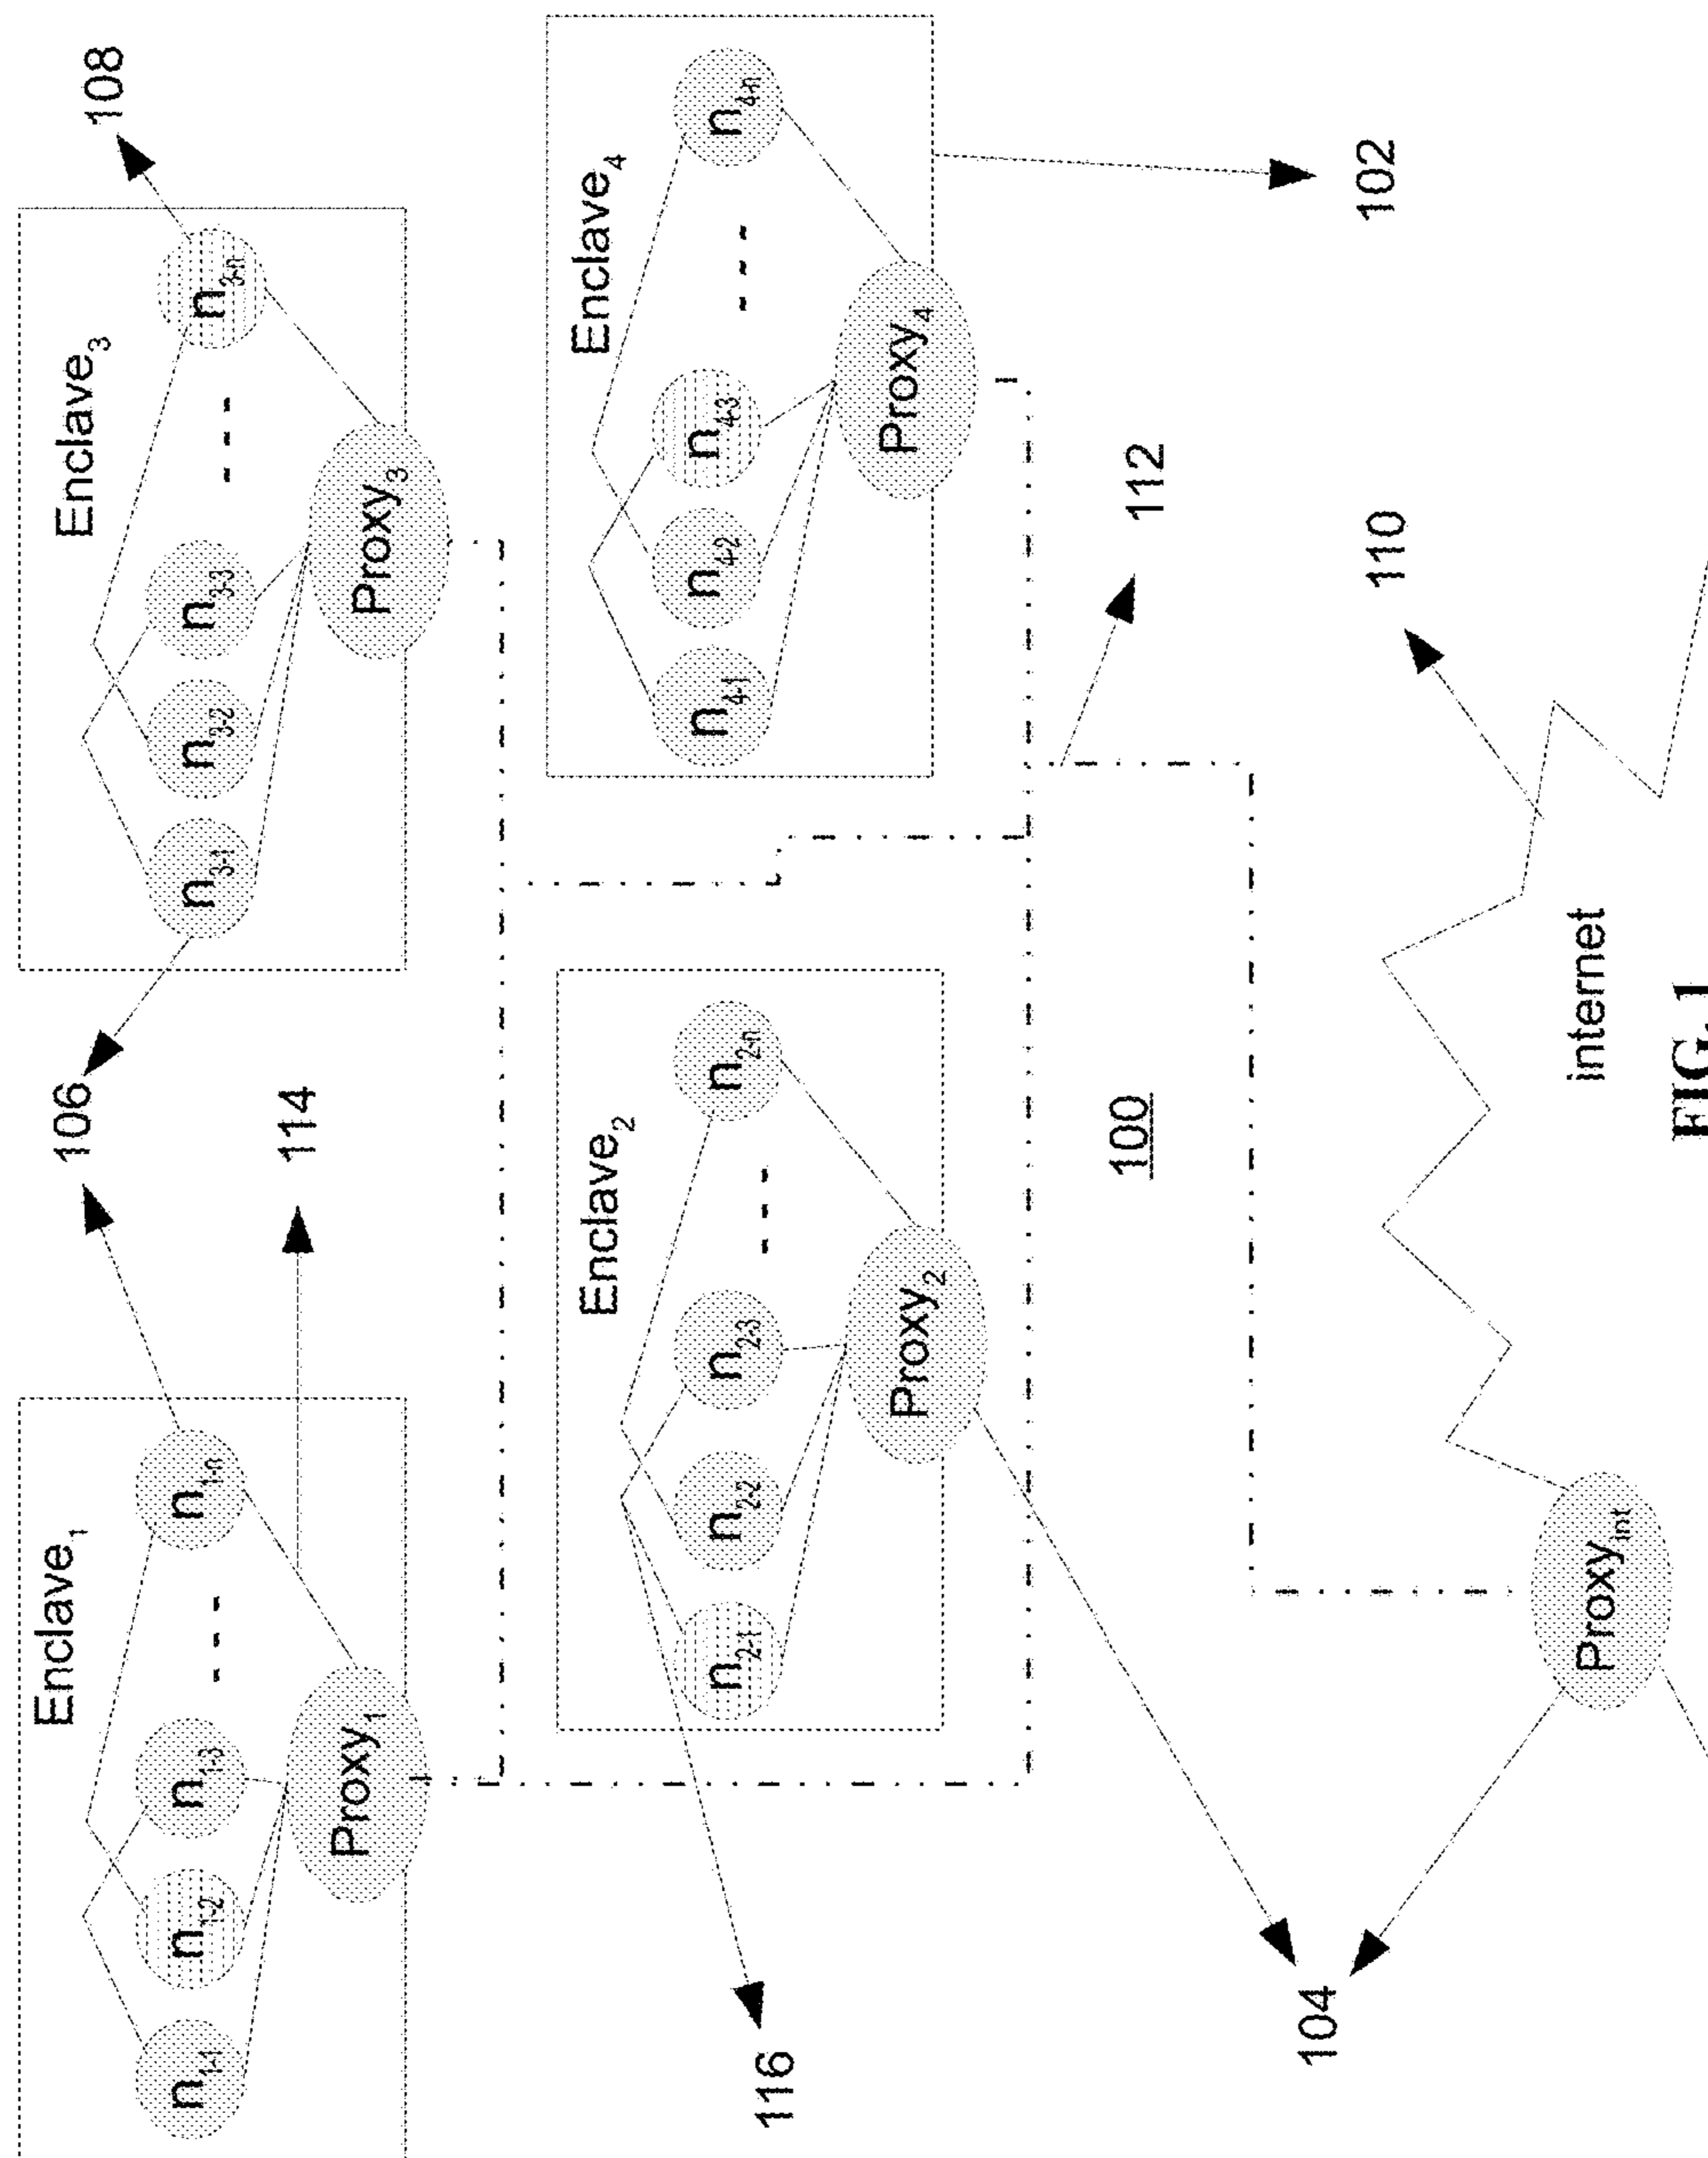 Enclave₁
n₁₋₁
n₁₋₂
n₁₋₃
- - -
n₁₋ₙ
Proxy₁
106
114
Enclave₃
n₃₋₁
n₃₋₂
n₃₋₃
- - -
n₃₋ₙ
Proxy₃
108
116
Enclave₂
n₂₋₁
n₂₋₂
n₂₋₃
- - -
n₂₋ₙ
Proxy₂
Enclave₄
n₄₋₁
n₄₋₂
n₄₋₃
- - -
n₄₋ₙ
Proxy₄
102
100
112
104
Proxyᵢₙₜ
internet
110
FIG. 1